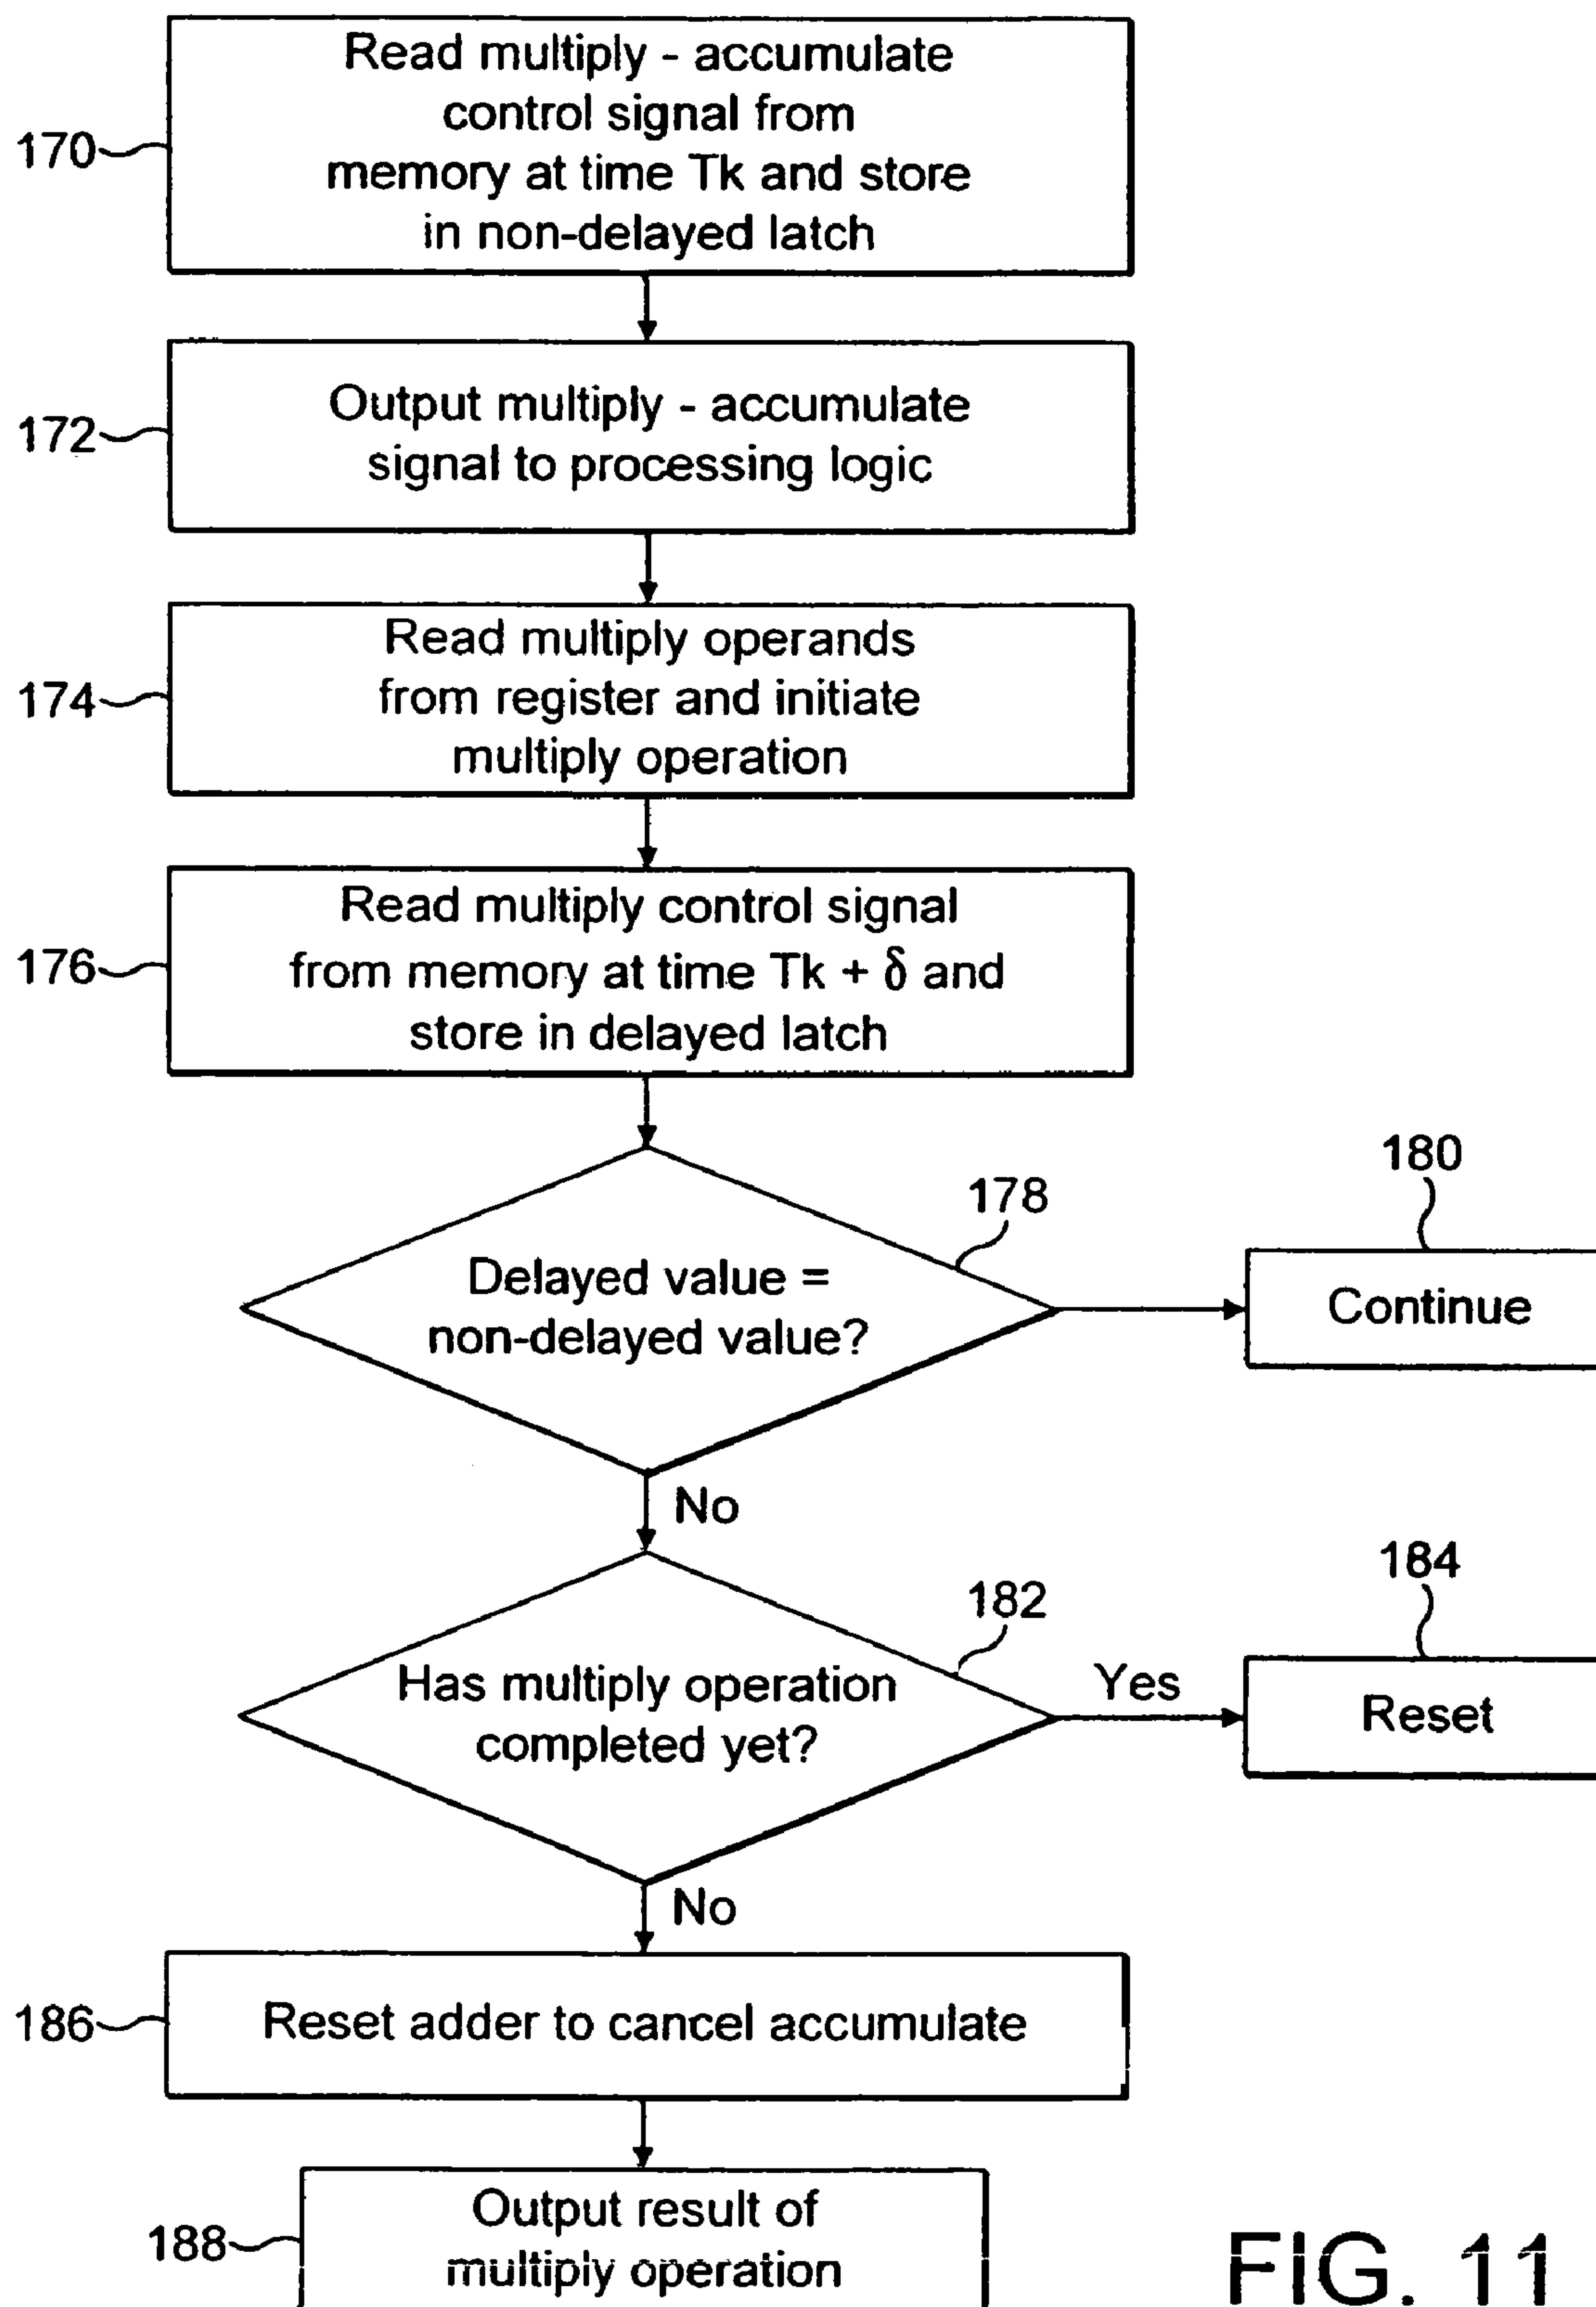 170
Read multiply - accumulate
control signal from
memory at time Tk and store
in non-delayed latch
172
Output multiply - accumulate
signal to processing logic
174
Read multiply operands
from register and initiate
multiply operation
176
Read multiply control signal
from memory at time Tk + δ and
store in delayed latch
178
Delayed value =
non-delayed value?
180
Continue
No
182
Has multiply operation
completed yet?
Yes
184
Reset
No
186
Reset adder to cancel accumulate
188
Output result of
multiply operation
FIG. 11